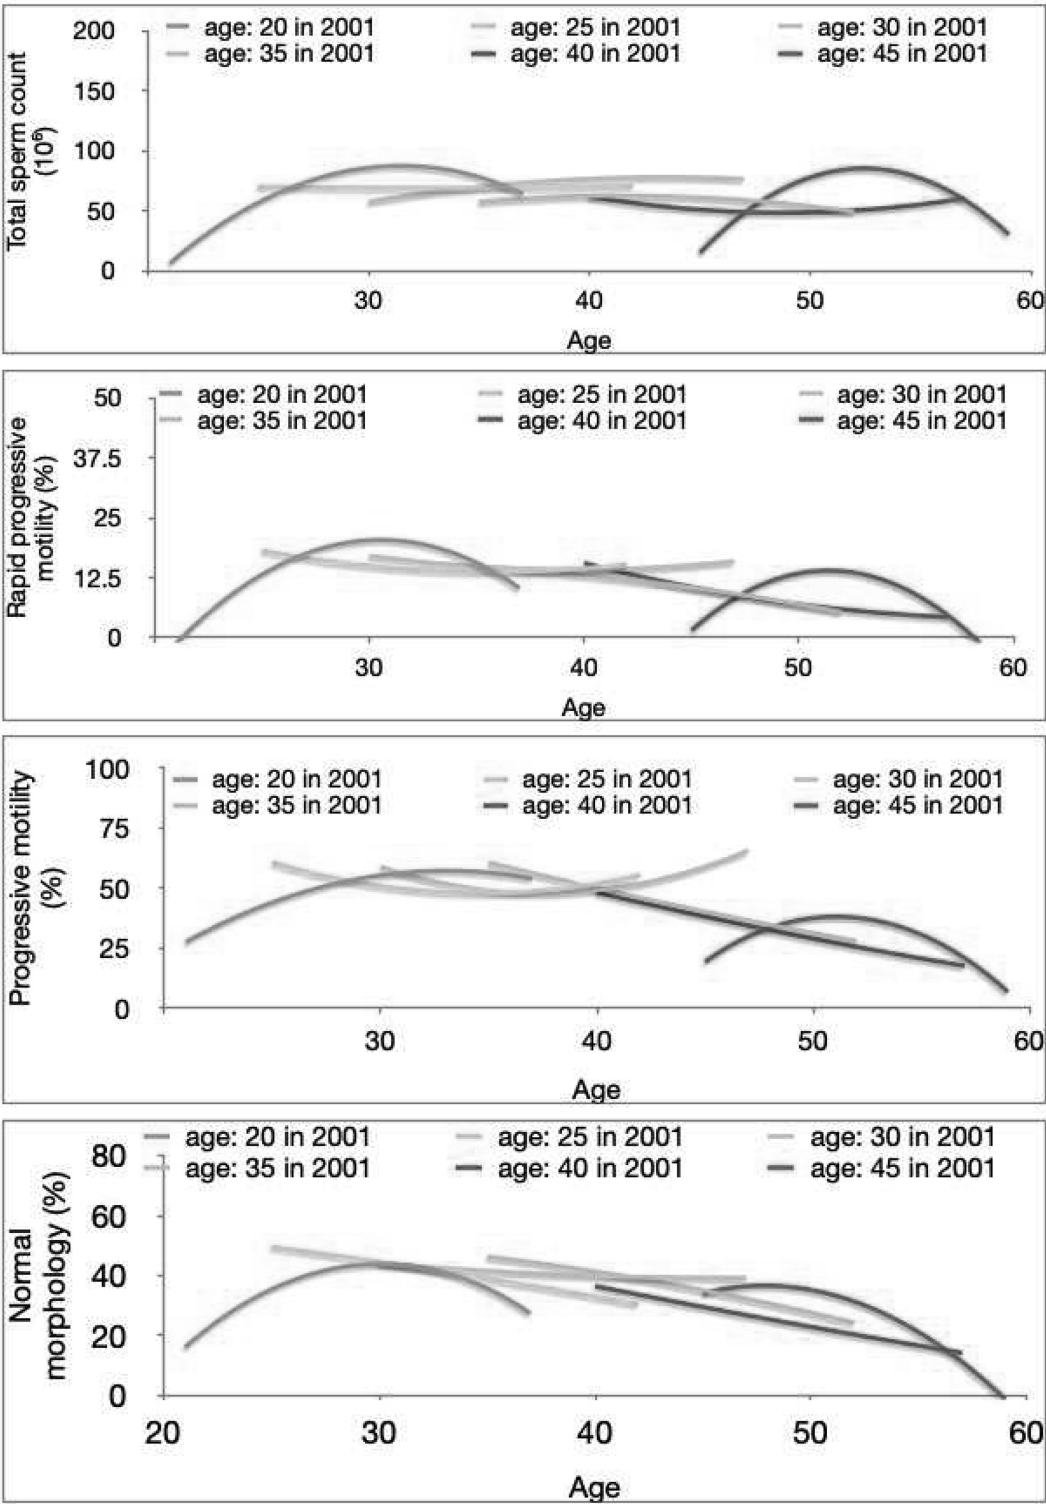 age: 20 in 2001 age: 25 in 2001 age: 30 in 2001
age: 35 in 2001 age: 40 in 2001 age: 45 in 2001
Total sperm count
(10⁶)
200
150
100
50
0
30 40 50 60
Age
age: 20 in 2001 age: 25 in 2001 age: 30 in 2001
age: 35 in 2001 age: 40 in 2001 age: 45 in 2001
Rapid progressive
motility (%)
50
37.5
25
12.5
0
30 40 50 60
Age
age: 20 in 2001 age: 25 in 2001 age: 30 in 2001
age: 35 in 2001 age: 40 in 2001 age: 45 in 2001
Progressive motility
(%)
100
75
50
25
0
30 40 50 60
Age
age: 20 in 2001 age: 25 in 2001 age: 30 in 2001
age: 35 in 2001 age: 40 in 2001 age: 45 in 2001
Normal
morphology (%)
80
60
40
20
0
20 30 40 50 60
Age